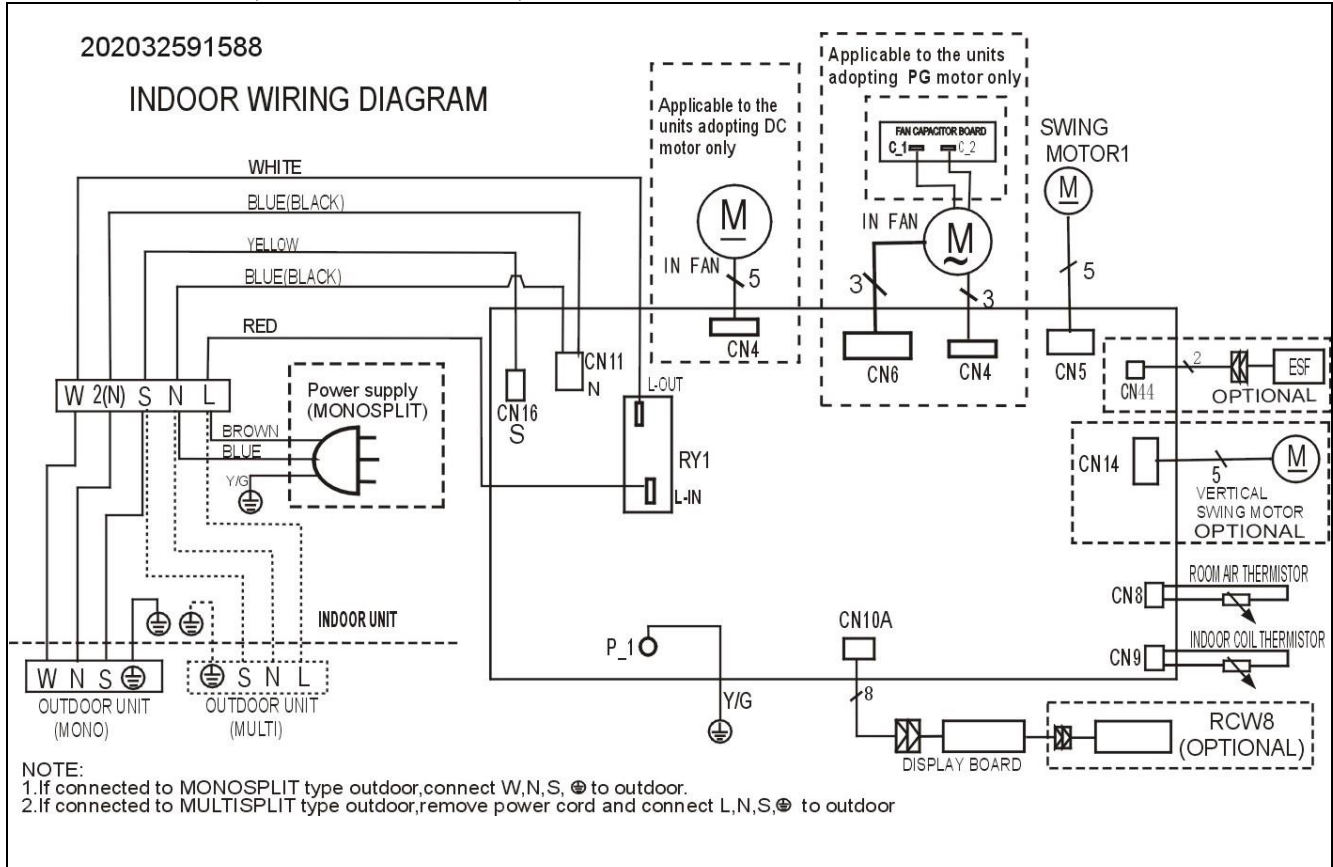 202032591588
INDOOR WIRING DIAGRAM
WHITE
BLUE(BLACK)
YELLOW
BLUE(BLACK)
RED
W 2(N) S N L
Power supply
(MONOSPLIT)
BROWN
BLUE
Y/G
INDOOR UNIT
W N S
OUTDOOR UNIT
(MONO)
S N L
OUTDOOR UNIT
(MULTI)
Applicable to the
units adopting DC
motor only
M
IN FAN
5
CN4
Applicable to the units
adopting PG motor only
FAN CAPACITOR BOARD
C_1 C_2
IN FAN
M
~
3
3
CN6
CN4
SWING
MOTOR1
M
5
CN5
CN16
S
CN11
N
L-OUT
RY1
L-IN
CN44
2
ESF
OPTIONAL
CN14
5
M
VERTICAL
SWING MOTOR
OPTIONAL
ROOM AIR THERMISTOR
CN8
INDOOR COIL THERMISTOR
CN9
P_1
Y/G
CN10A
8
DISPLAY BOARD
RCW8
(OPTIONAL)
NOTE:
1.If connected to MONOSPLIT type outdoor,connect W,N,S, ⏚ to outdoor.
2.If connected to MULTISPLIT type outdoor,remove power cord and connect L,N,S,⏚ to outdoor